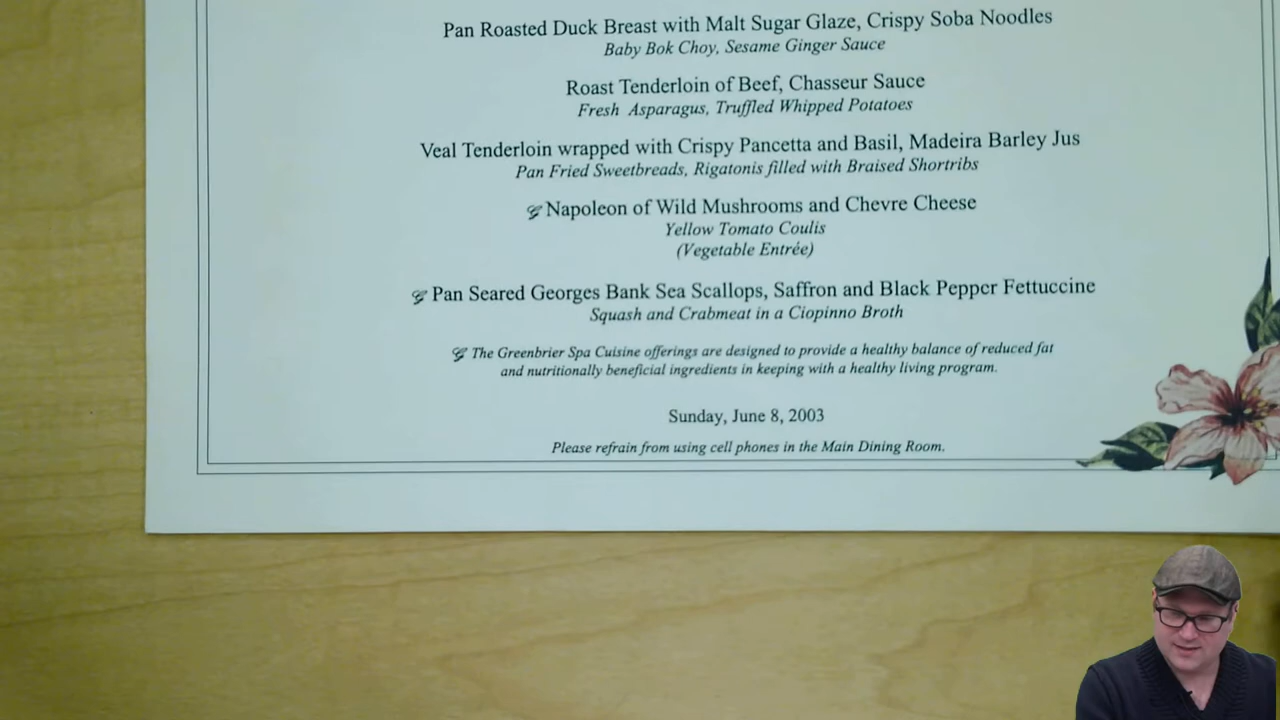 Pan Roasted Duck Breast with Malt Sugar Glaze, Crispy Soba Noodles
Baby Bok Choy, Sesame Ginger Sauce
Roast Tenderloin of Beef, Chasseur Sauce
Fresh Asparagus, Truffled Whipped Potatoes
Veal Tenderloin wrapped with Crispy Pancetta and Basil, Madeira Barley Jus
Pan Fried Sweetbreads, Rigatonis filled with Braised Shortribs
Napoleon of Wild Mushrooms and Chevre Cheese
Yellow Tomato Coulis
(Vegetable Entrée)
Pan Seared Georges Bank Sea Scallops, Saffron and Black Pepper Fettuccine
Squash and Crabmeat in a Ciopinno Broth
The Greenbrier Spa Cuisine offerings are designed to provide a healthy balance of reduced fat
and nutritionally beneficial ingredients in keeping with a healthy living program.
Sunday, June 8, 2003
Please refrain from using cell phones in the Main Dining Room.